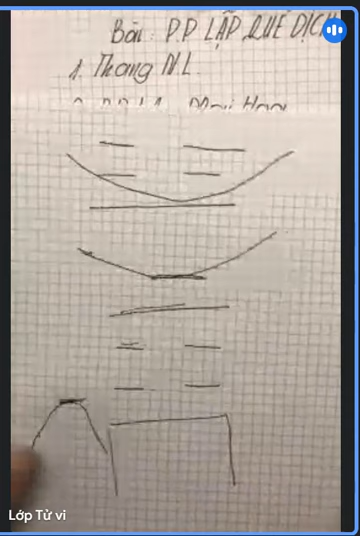 Bài: P.P LẬP QUẺ DỊCH
1. Thang N.L.
Lớp Tử vi